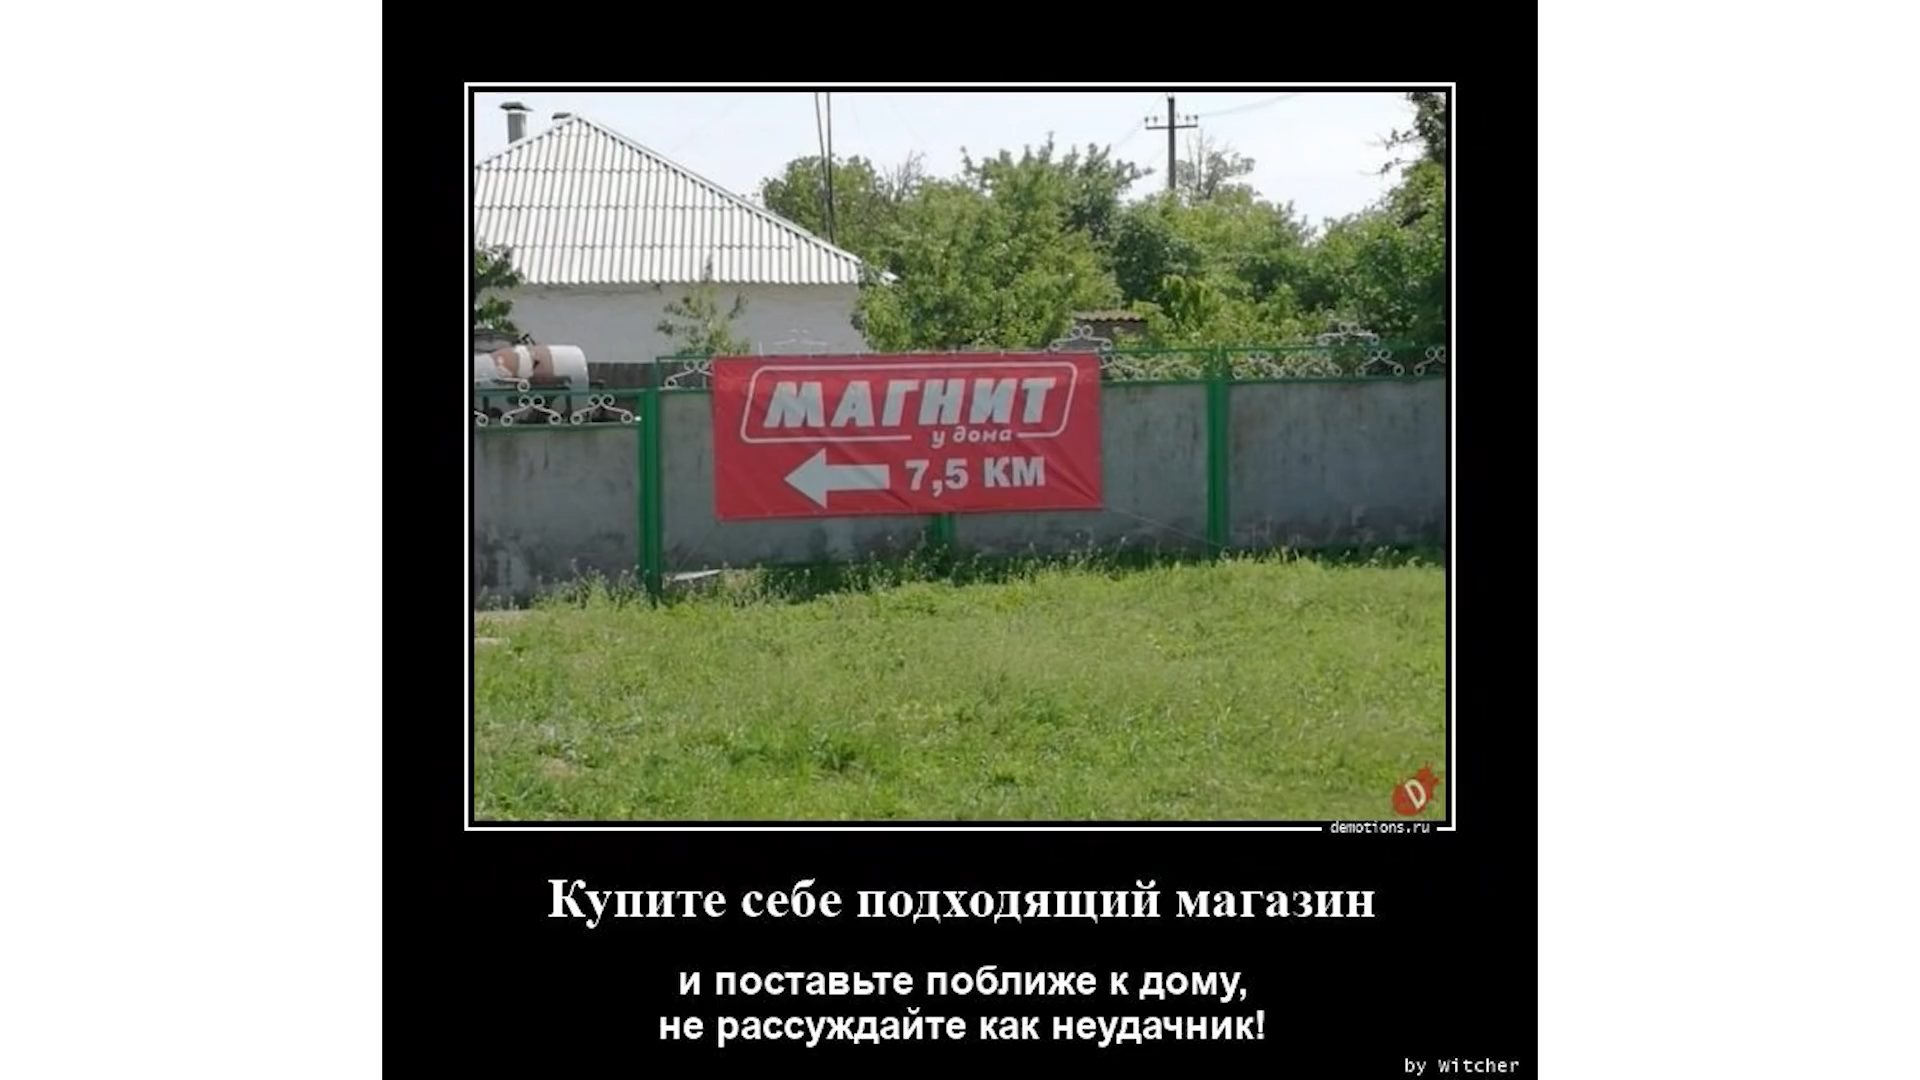 МАГНИТ
у дома
7,5 КМ
D
demotions.ru
Купите себе подходящий магазин
и поставьте поближе к дому,
не рассуждайте как неудачник!
by Witcher